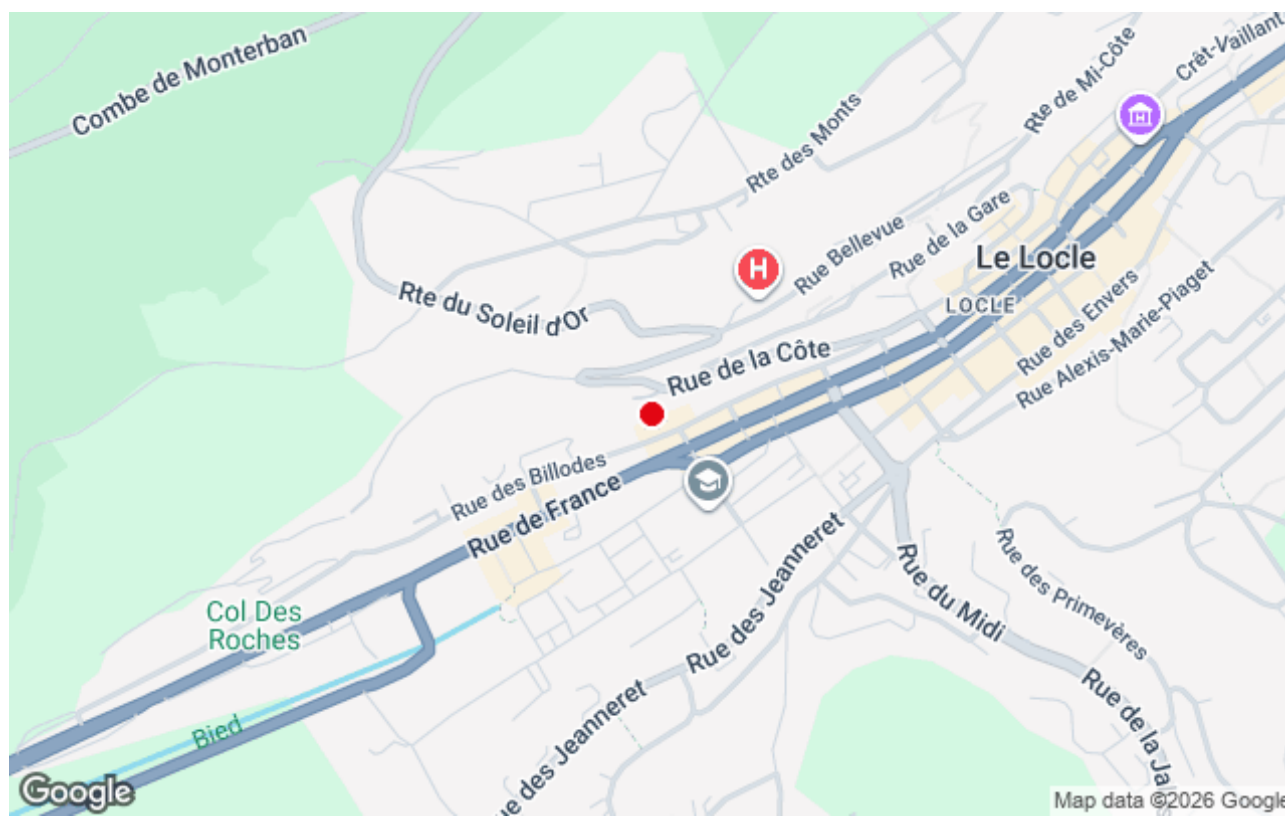 Combe de Monterban
Crêt-Vaillant
Rte de Mi-Côte
Rte des Monts
Rue Bellevue
Rue de la Gare
H
H
Le Locle
LOCLE
Rte du Soleil d'Or
Rue de la Côte
Rue des Envers
Rue Alexis-Marie-Piaget
Rue des Billodes
Rue de France
Rue des Jeanneret
Rue du Midi
Rue des Primevères
Col Des
Roches
Bied
ue des Jeanneret
Rue de la Ja
Google
Map data ©2026 Google